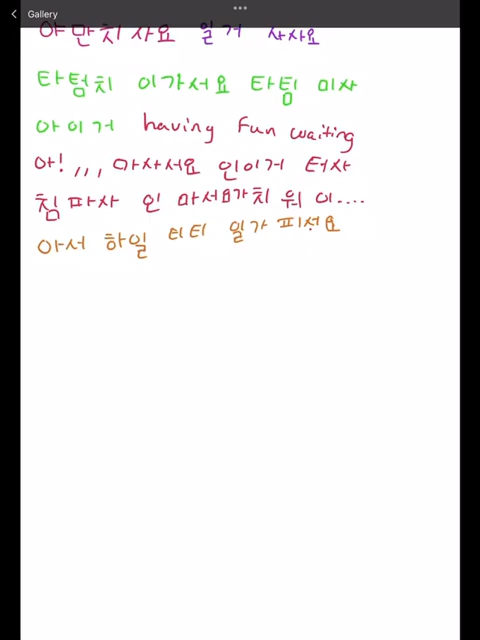 Gallery
야만치사요 일거 사사요
타텀치 이가서요 타팀 미사
아이거 having Fun waiting
아!,,, 마사서요 인이거 터사
침파사 인 마서요가치 워 이....
아서 하일 티티 일가 피서요